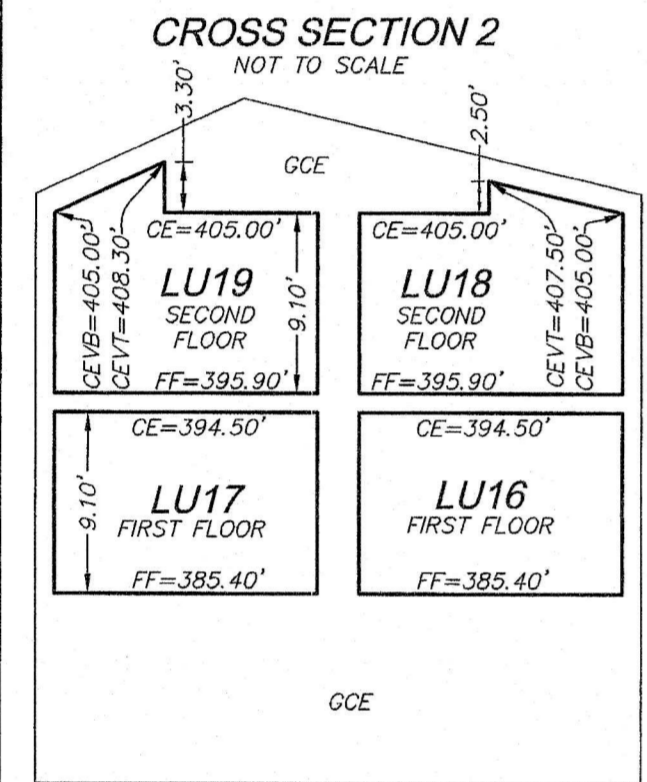 CROSS SECTION 2
NOT TO SCALE
3.30'
2.50'
GCE
CE=405.00'
CE=405.00'
CEVB=405.00'
CEVT=408.30'
LU19
SECOND
FLOOR
9.10'
LU18
SECOND
FLOOR
CEVT=407.50'
CEVB=405.00'
FF=395.90'
FF=395.90'
CE=394.50'
CE=394.50'
9.10'
LU17
FIRST FLOOR
LU16
FIRST FLOOR
FF=385.40'
FF=385.40'
GCE